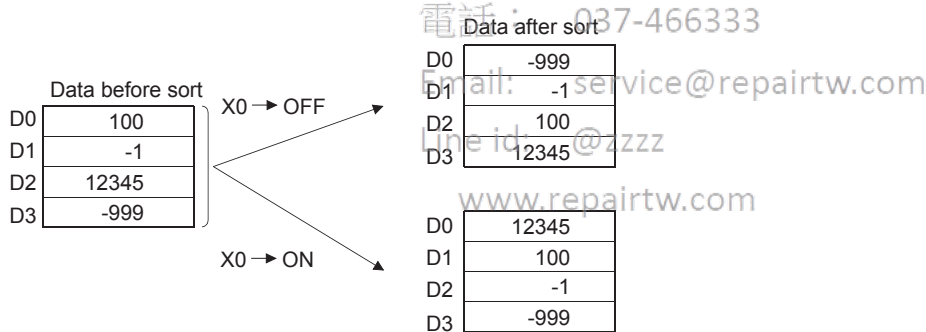 電話： 037-466333
Data after sort
D0 -999
Email: service@repairtw.com
D1 -1
D2 100
Line id: @zzzz
D3 12345
Data before sort
D0 100
D1 -1
D2 12345
D3 -999
X0 → OFF
X0 → ON
www.repairtw.com
D0 12345
D1 100
D2 -1
D3 -999